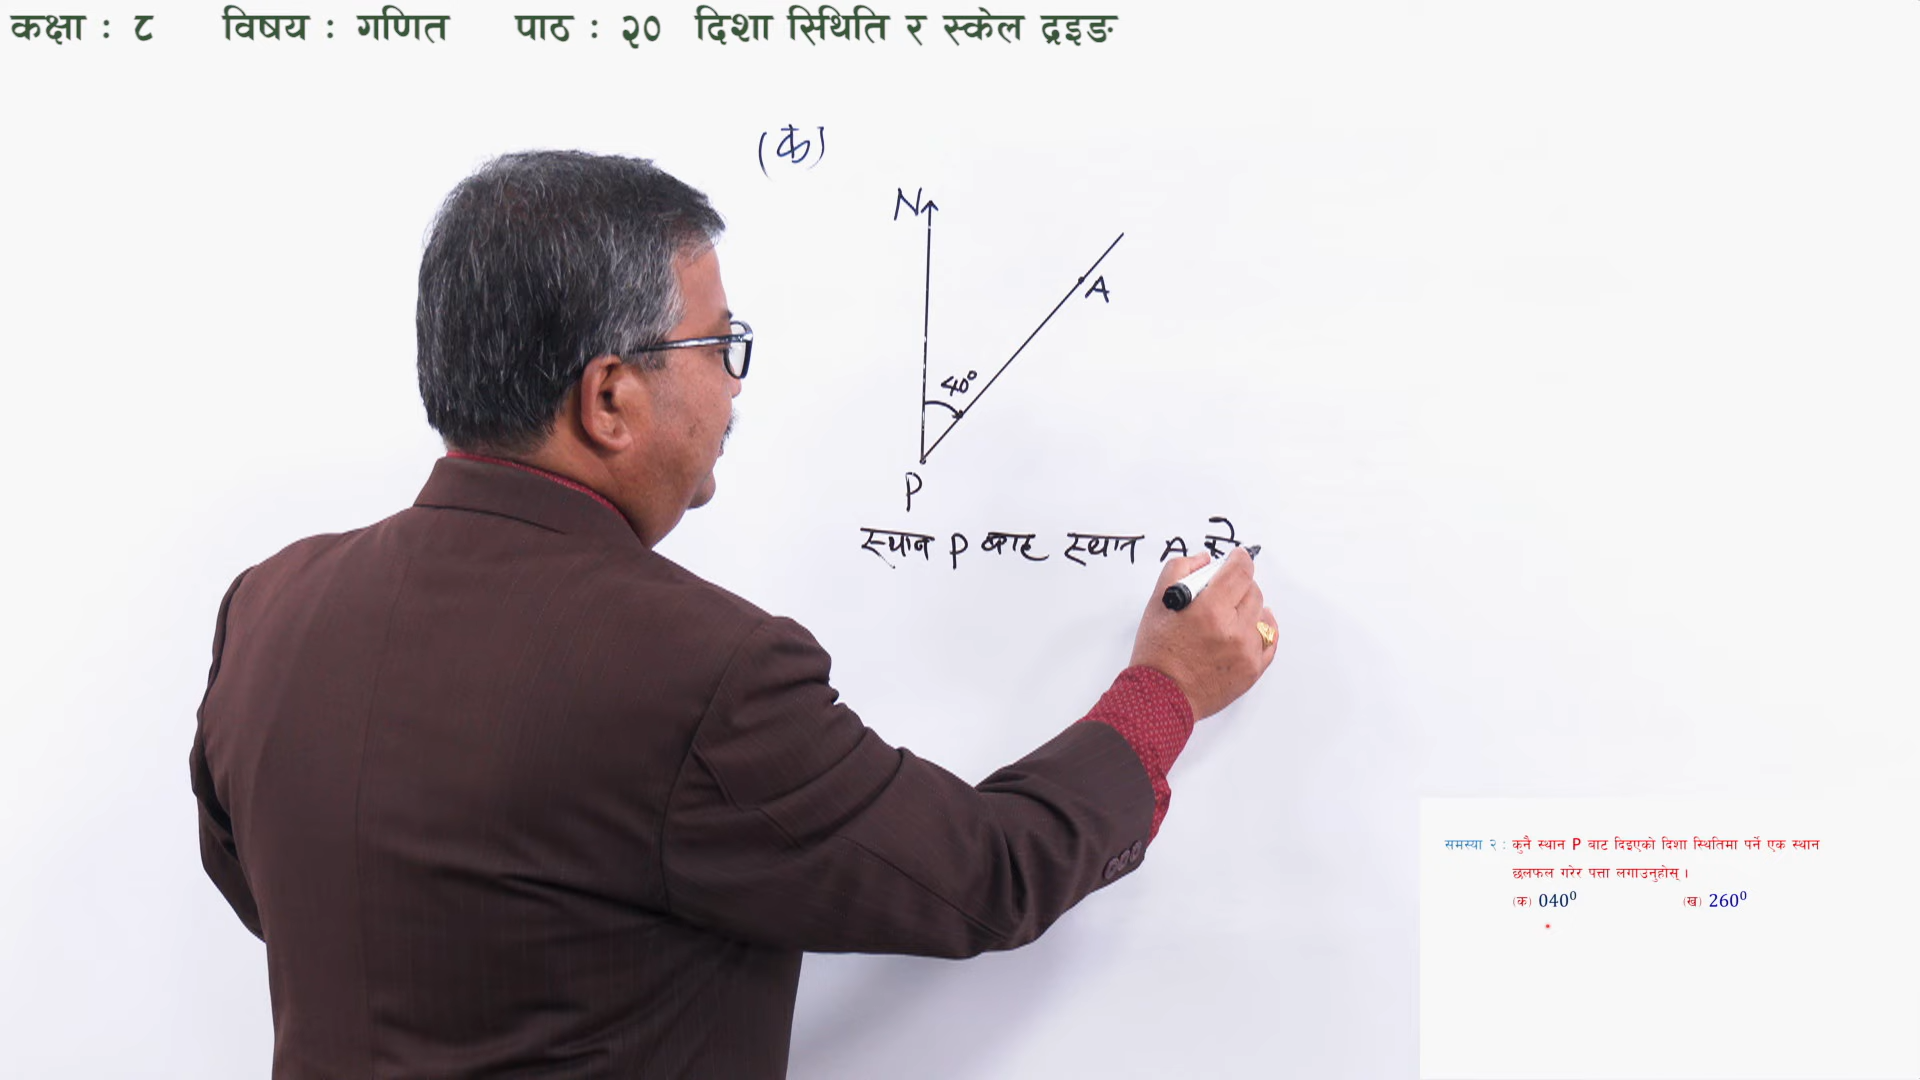 कक्षा : ८ विषय : गणित पाठ : २० दिशा स्थिति र स्केल द्रइङ
(क)
N
A
40°
P
स्थान P बाट स्थान A को
समस्या २ : कुनै स्थान P बाट दिइएको दिशा स्थितिमा पर्ने एक स्थान
छलफल गरेर पत्ता लगाउनुहोस् ।
(क) 040⁰ (ख) 260⁰